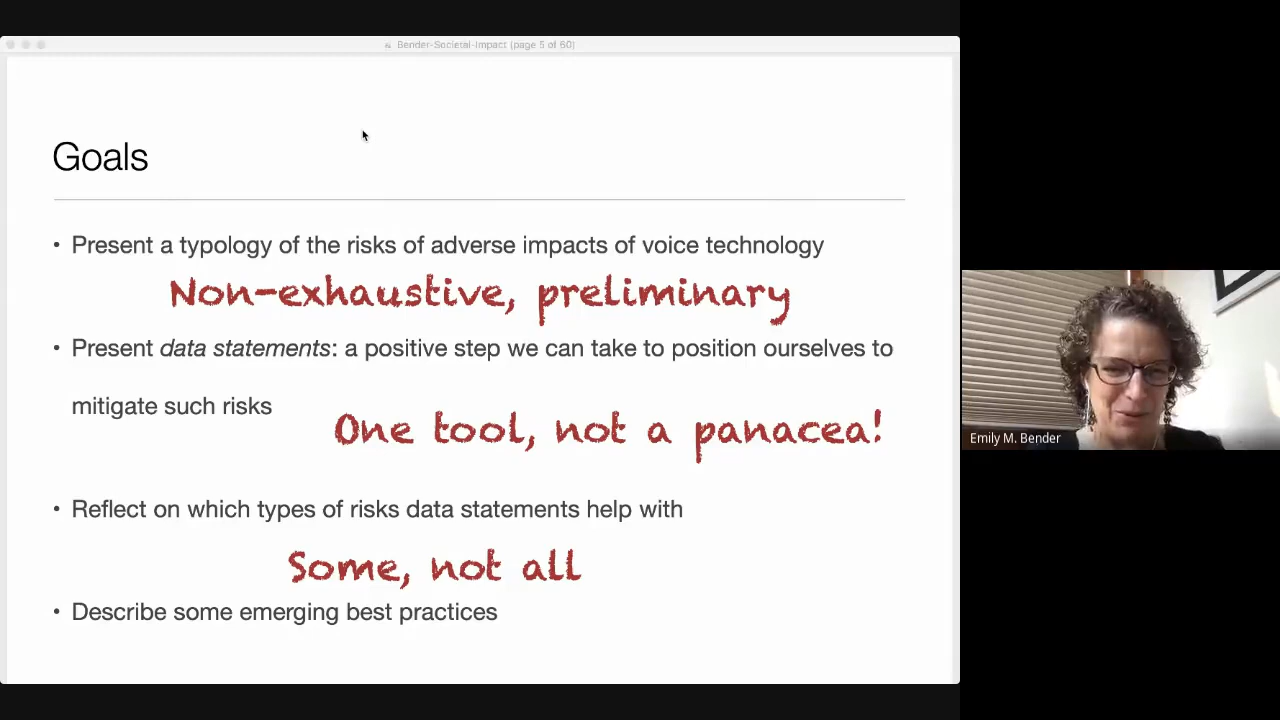 Bender-Societal-Impact (page 5 of 60)
Goals
• Present a typology of the risks of adverse impacts of voice technology
Non-exhaustive, preliminary
• Present data statements: a positive step we can take to position ourselves to
mitigate such risks
One tool, not a panacea!
• Reflect on which types of risks data statements help with
Some, not all
• Describe some emerging best practices
Emily M. Bender